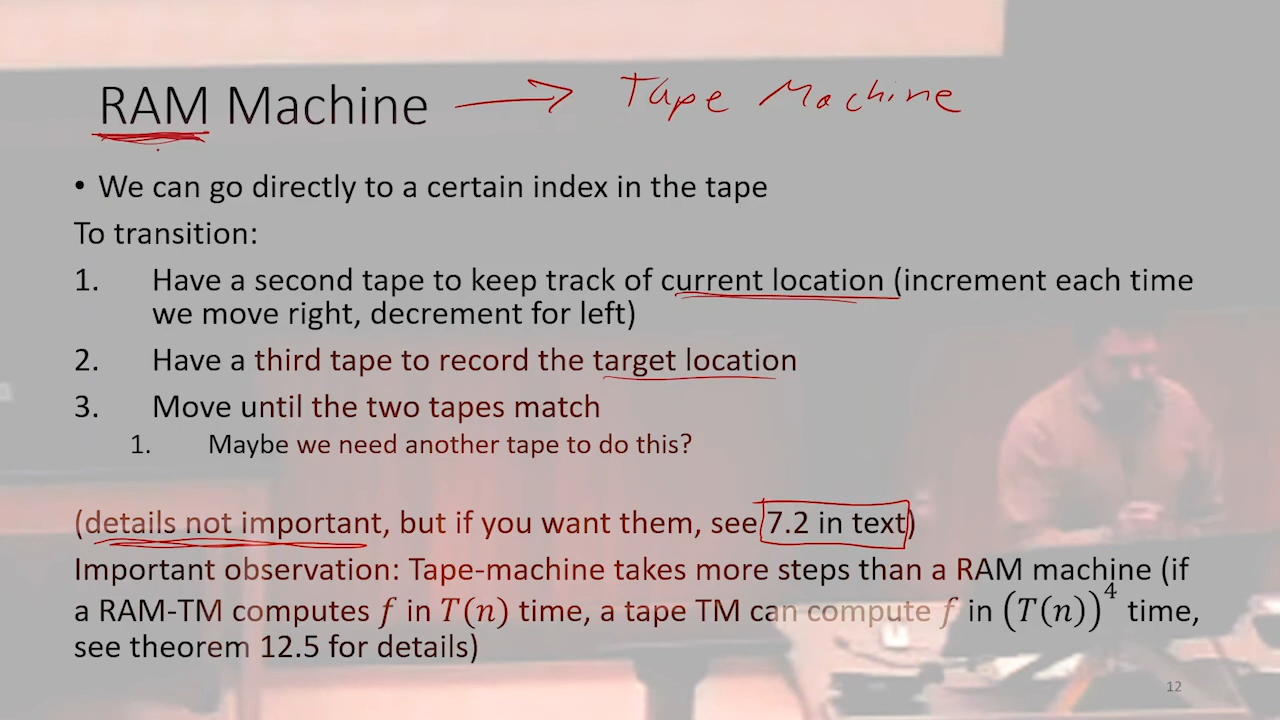 RAM Machine → Tape Machine
• We can go directly to a certain index in the tape
To transition:
1. Have a second tape to keep track of current location (increment each time
we move right, decrement for left)
2. Have a third tape to record the target location
3. Move until the two tapes match
1. Maybe we need another tape to do this?
(details not important, but if you want them, see 7.2 in text)
Important observation: Tape-machine takes more steps than a RAM machine (if
a RAM-TM computes f in T(n) time, a tape TM can compute f in (T(n))⁴ time,
see theorem 12.5 for details)
12